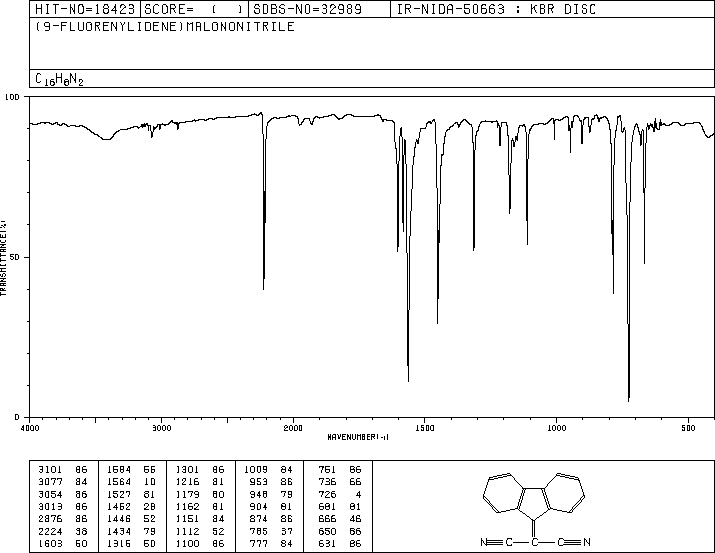 HIT-NO=18423 SCORE= ( ) SDBS-NO=32989 IR-NIDA-50663 : KBR DISC
(9-FLUORENYLIDENE)MALONONITRILE
C16H8N2
100
50
0
TRANSMITTANCE(%)
4000 3000 2000 1500 1000 500
WAVENUMBER(-1)
3101 86 1584 56 1301 86 1009 84 751 86
3077 84 1564 10 1216 81 953 86 736 66
3054 86 1527 81 1179 60 948 79 726 4
3013 86 1452 28 1162 81 904 81 681 81
2876 86 1446 52 1151 84 874 86 666 46
2224 38 1434 79 1112 52 785 37 650 86
1603 50 1316 50 1100 86 777 84 631 86
N C C C N